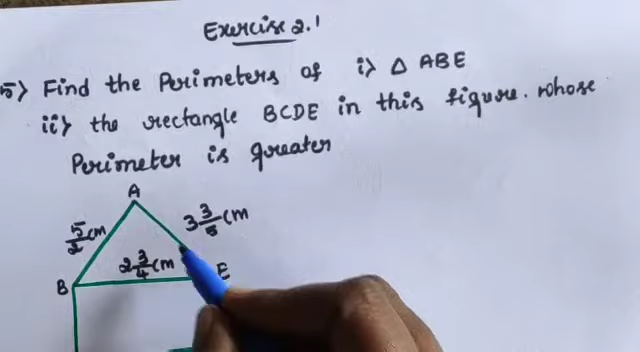 Exercise 2.1
5) Find the Perimeters of i) △ ABE
ii) the rectangle BCDE in this figure. whose
Perimeter is greater
A
5/2 cm
3 3/5 cm
2 3/4 cm
B
E